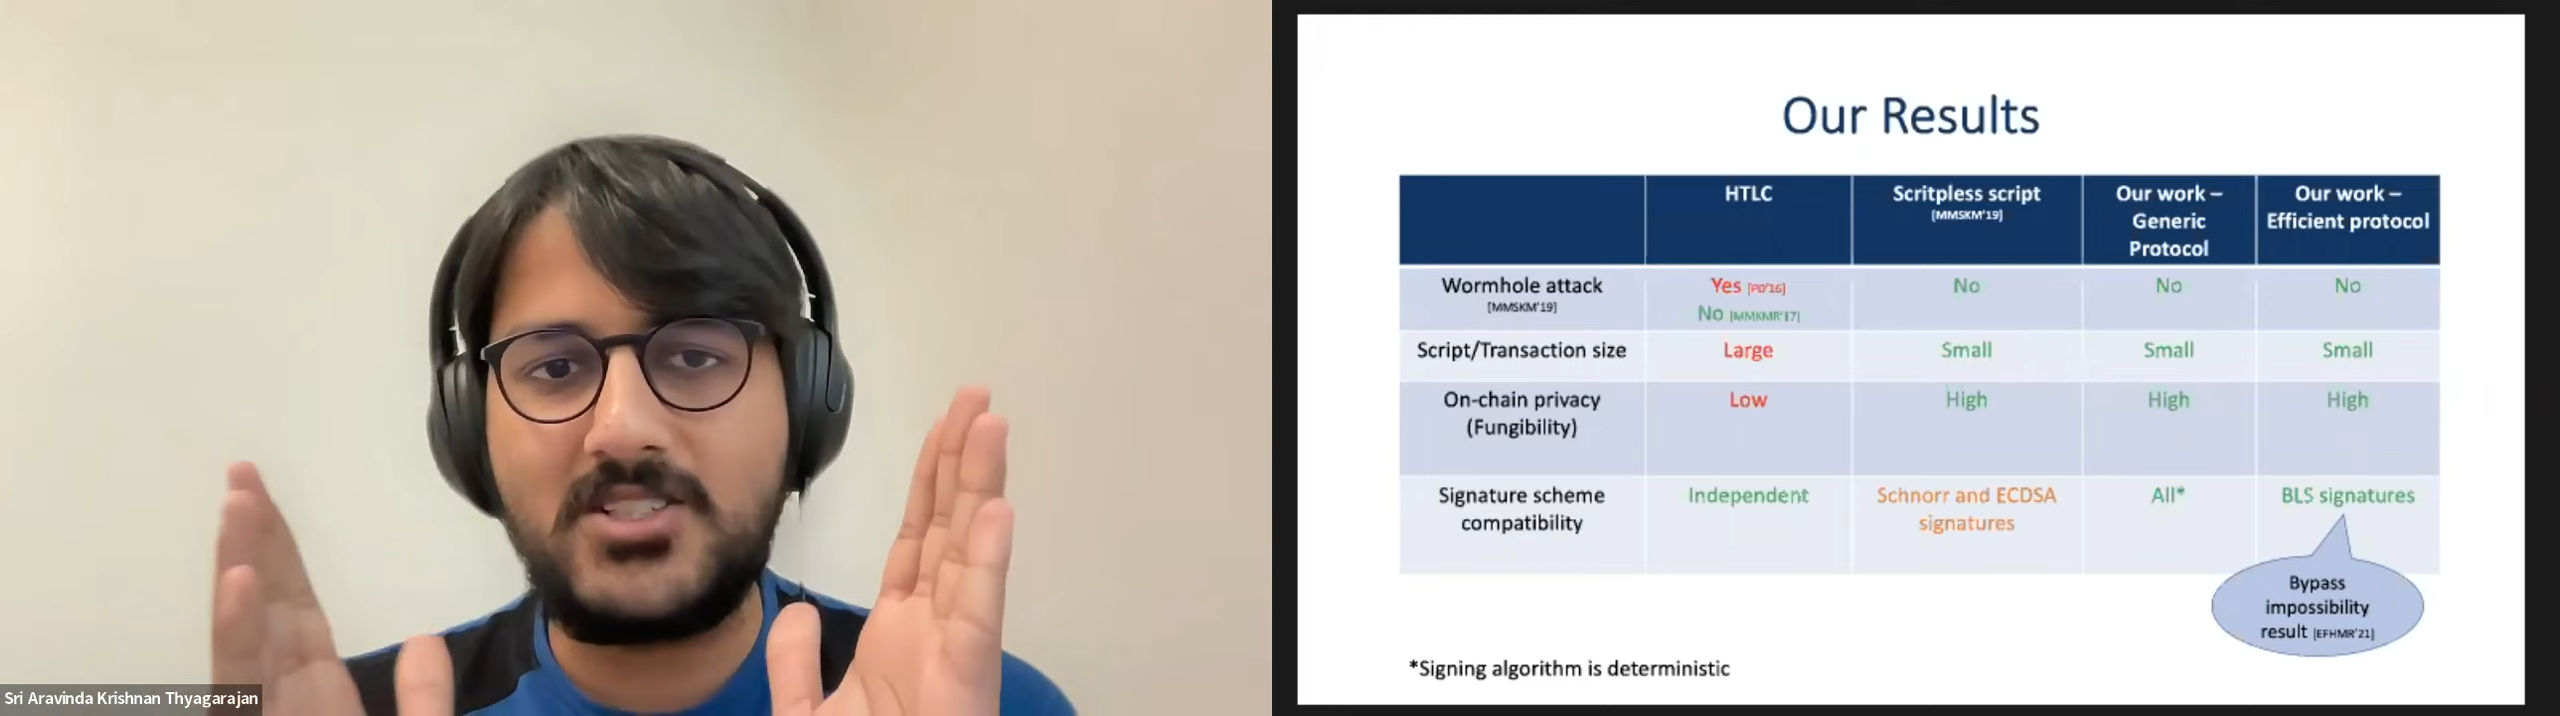 Sri Aravinda Krishnan Thyagarajan
Our Results
HTLC
Scritpless script
[MMSKM'19]
Our work –
Generic
Protocol
Our work –
Efficient protocol
Wormhole attack
[MMSKM'19]
Yes [PD'16]
No [MMKMR'17]
No
No
No
Script/Transaction size
Large
Small
Small
Small
On-chain privacy
(Fungibility)
Low
High
High
High
Signature scheme
compatibility
Independent
Schnorr and ECDSA
signatures
All*
BLS signatures
Bypass
impossibility
result [EFHMR'21]
*Signing algorithm is deterministic